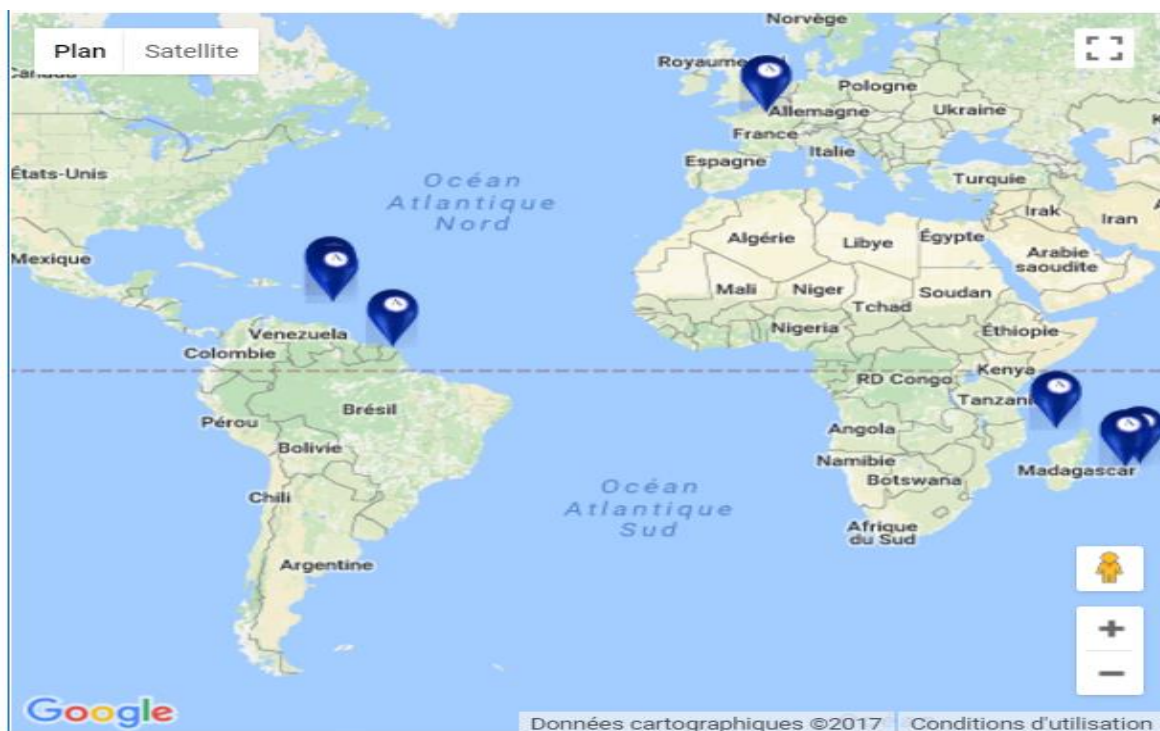 Norvège
Plan Satellite
Royaume
Pologne
Allemagne
Ukraine
France
Italie
Espagne
Turquie
États-Unis
Océan
Atlantique
Nord
Irak
Iran
Algérie
Libye
Égypte
Arabie
saoudite
Mexique
Mali
Niger
Tchad
Soudan
Venezuela
Nigeria
Éthiopie
Colombie
Kenya
RD Congo
Tanzani
Brésil
Pérou
Angola
Bolivie
Namibie
Madagascar
Botswana
Chili
Océan
Atlantique
Sud
Afrique
du Sud
Argentine
Google
Données cartographiques ©2017 Conditions d'utilisation